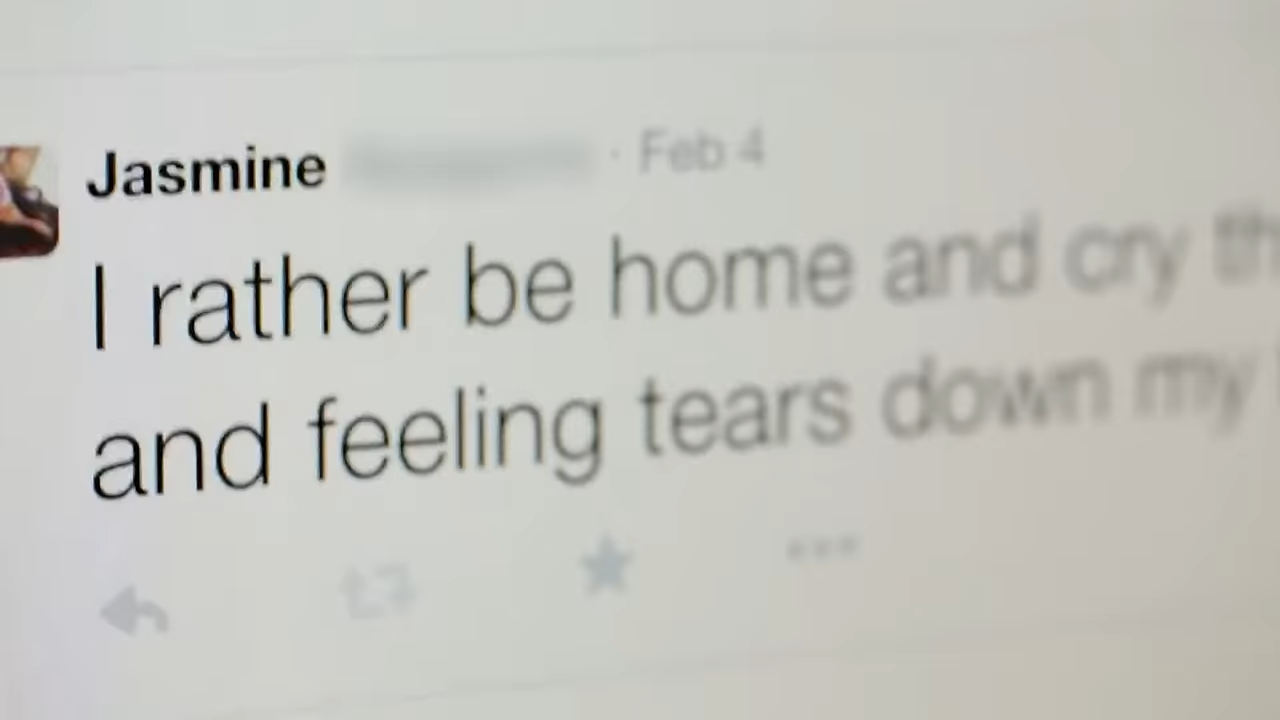 Jasmine · Feb 4
I rather be home and cry
and feeling tears down my